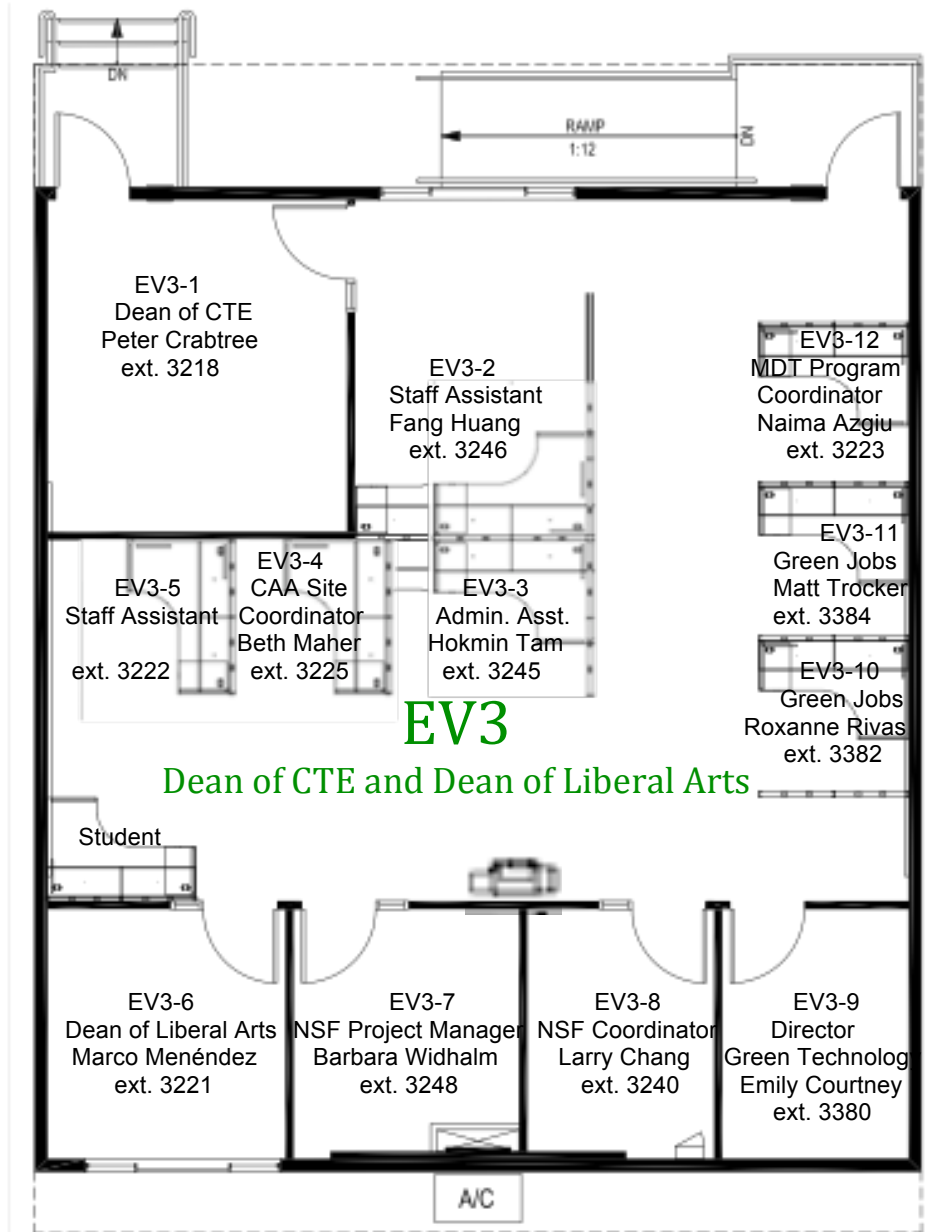 DN
RAMP
1:12
DN
EV3-1
Dean of CTE
Peter Crabtree
ext. 3218
EV3-2
Staff Assistant
Fang Huang
ext. 3246
EV3-12
MDT Program
Coordinator
Naima Azgiu
ext. 3223
EV3-11
Green Jobs
Matt Trocker
ext. 3384
EV3-5
Staff Assistant
ext. 3222
EV3-4
CAA Site
Coordinator
Beth Maher
ext. 3225
EV3-3
Admin. Asst.
Hokmin Tam
ext. 3245
EV3-10
Green Jobs
Roxanne Rivas
ext. 3382
EV3
Dean of CTE and Dean of Liberal Arts
Student
EV3-6
Dean of Liberal Arts
Marco Menéndez
ext. 3221
EV3-7
NSF Project Manager
Barbara Widhalm
ext. 3248
EV3-8
NSF Coordinator
Larry Chang
ext. 3240
EV3-9
Director
Green Technology
Emily Courtney
ext. 3380
A/C